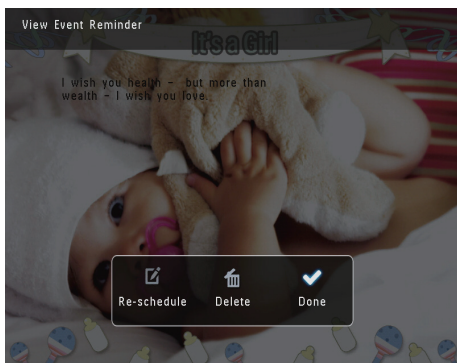 View Event Reminder
It's a Girl
I wish you health - but more than
wealth - I wish you love.
Re-schedule
Delete
Done